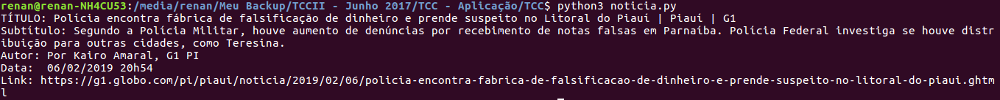 renan@renan-NH4CU53:/media/renan/Meu Backup/TCCII - Junho 2017/TCC - Aplicação/TCC$ python3 noticia.py
TÍTULO: Polícia encontra fábrica de falsificação de dinheiro e prende suspeito no Litoral do Piauí | Piauí | G1
Subtítulo: Segundo a Polícia Militar, houve aumento de denúncias por recebimento de notas falsas em Parnaíba. Polícia Federal investiga se houve distr
ibuição para outras cidades, como Teresina.
Autor: Por Kairo Amaral, G1 PI
Data:  06/02/2019 20h54
Link: https://g1.globo.com/pi/piaui/noticia/2019/02/06/policia-encontra-fabrica-de-falsificacao-de-dinheiro-e-prende-suspeito-no-litoral-do-piaui.ghtm
l